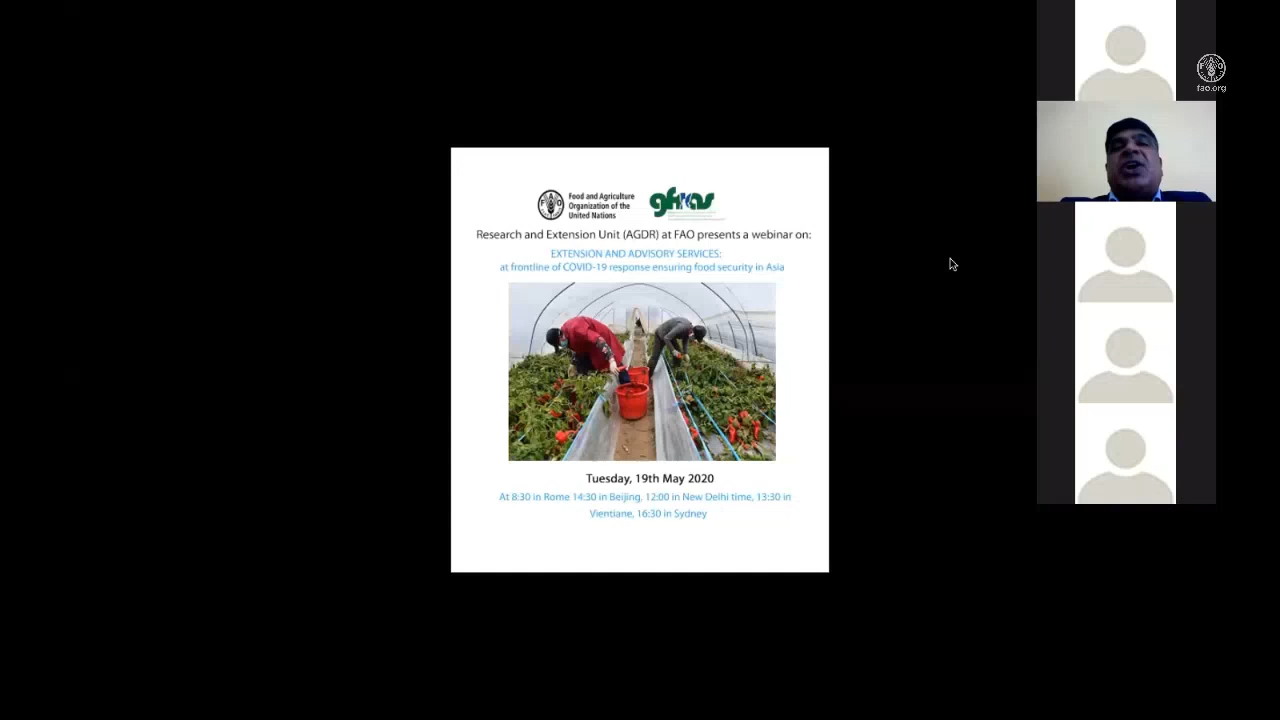 Food and Agriculture
Organization of the
United Nations
gfras
Research and Extension Unit (AGDR) at FAO presents a webinar on:
EXTENSION AND ADVISORY SERVICES:
at frontline of COVID-19 response ensuring food security in Asia
Tuesday, 19th May 2020
At 8:30 in Rome 14:30 in Beijing, 12:00 in New Delhi time, 13:30 in
Vientiane, 16:30 in Sydney
fao.org